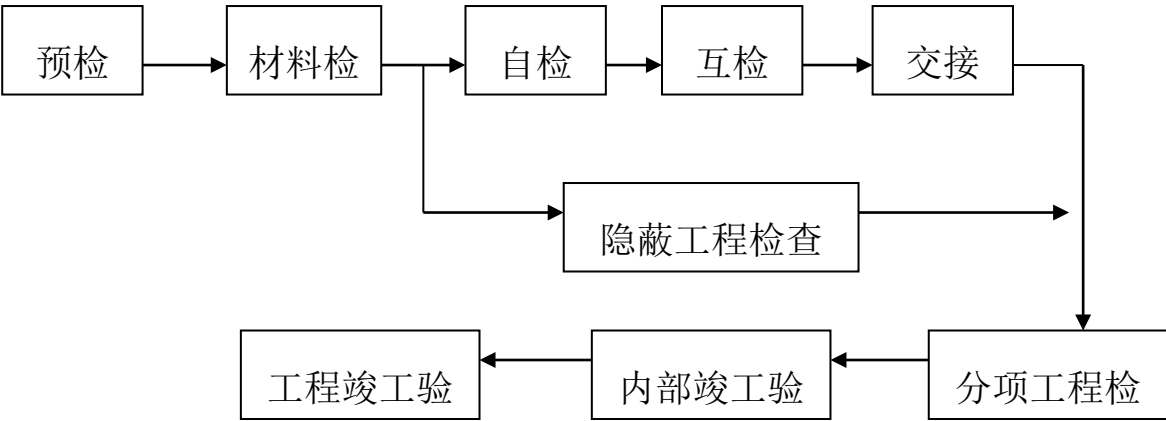 预检
材料检
自检
互检
交接
隐蔽工程检查
工程竣工验
内部竣工验
分项工程检